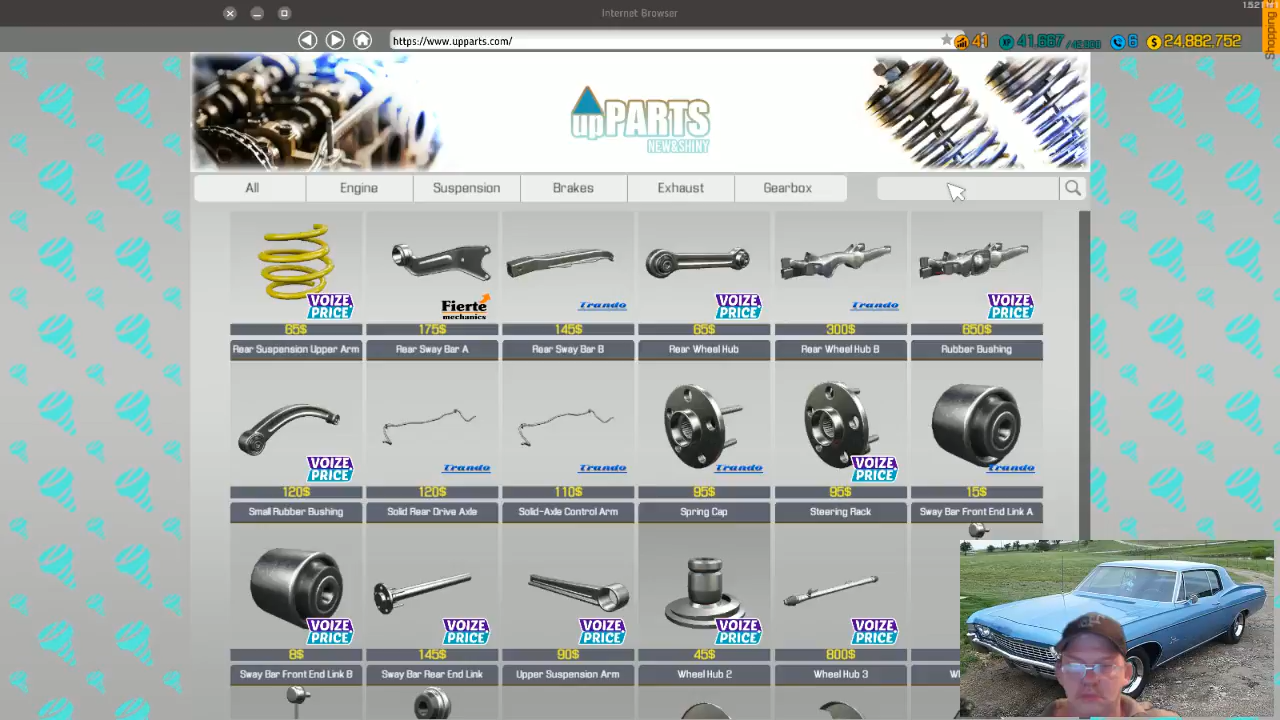 Internet Browser
https://www.upparts.com/
41
41,667
6
24,882,752
Shopping
upPARTS
NEW&SHINY
All
Engine
Suspension
Brakes
Exhaust
Gearbox
VOIZE PRICE
Fierte mechanics
Trando
VOIZE PRICE
Trando
VOIZE PRICE
65$
175$
145$
65$
300$
650$
Rear Suspension Upper Arm
Rear Sway Bar A
Rear Sway Bar B
Rear Wheel Hub
Rear Wheel Hub B
Rubber Bushing
VOIZE PRICE
Trando
Trando
Trando
VOIZE PRICE
Trando
120$
120$
110$
95$
95$
15$
Small Rubber Bushing
Solid Rear Drive Axle
Solid-Axle Control Arm
Spring Cap
Steering Rack
Sway Bar Front End Link A
VOIZE PRICE
VOIZE PRICE
VOIZE PRICE
VOIZE PRICE
VOIZE PRICE
8$
145$
90$
45$
800$
Sway Bar Front End Link B
Sway Bar Rear End Link
Upper Suspension Arm
Wheel Hub 2
Wheel Hub 3